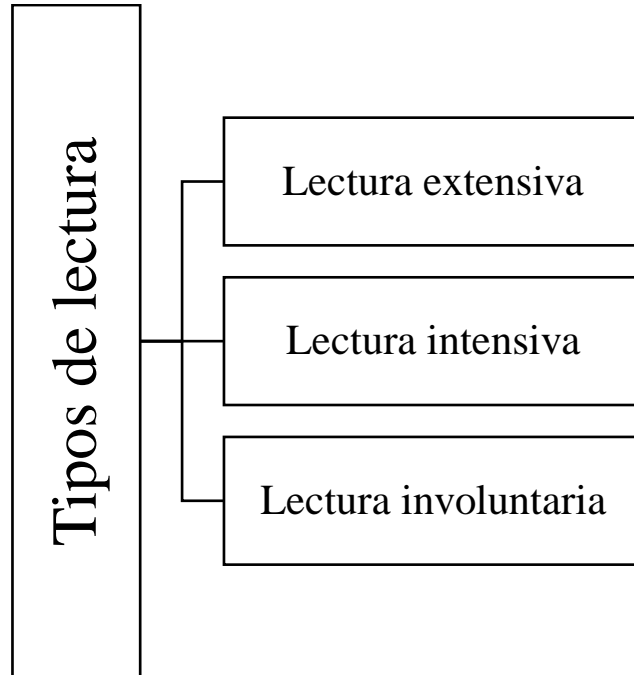 Tipos de lectura
Lectura extensiva
Lectura intensiva
Lectura involuntaria